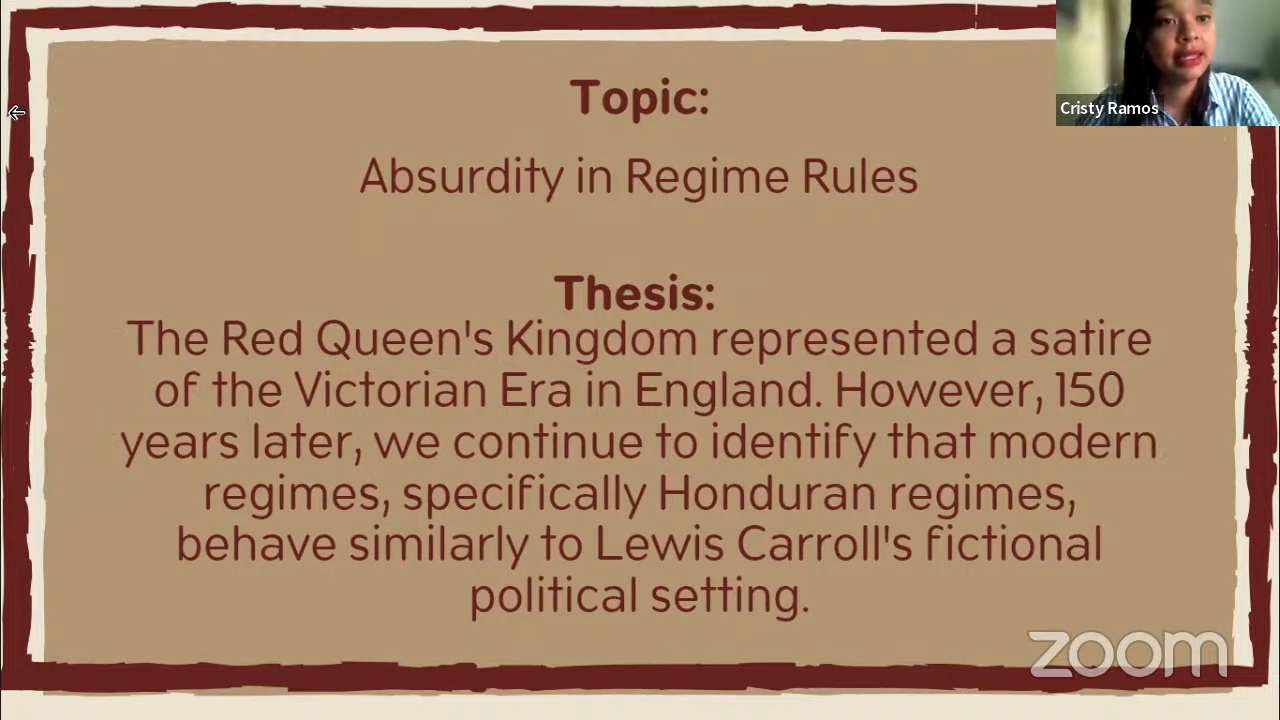 Cristy Ramos
Topic:
Absurdity in Regime Rules
Thesis:
The Red Queen's Kingdom represented a satire
of the Victorian Era in England. However, 150
years later, we continue to identify that modern
regimes, specifically Honduran regimes,
behave similarly to Lewis Carroll's fictional
political setting.
zoom